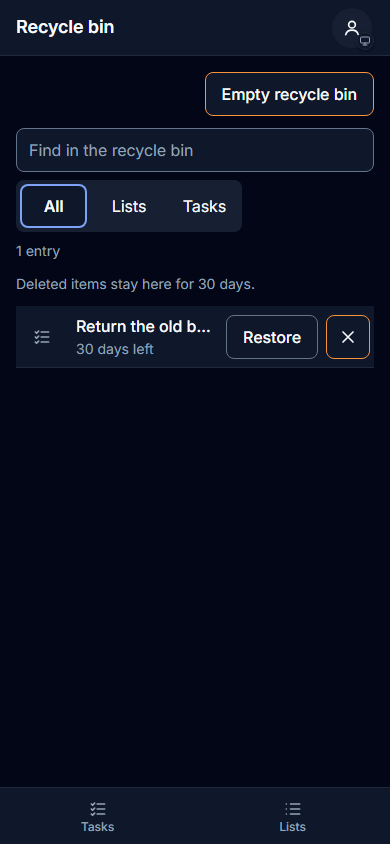 Recycle bin
Empty recycle bin
Find in the recycle bin
All Lists Tasks
1 entry
Deleted items stay here for 30 days.
Return the old b...
30 days left
Restore
Tasks Lists